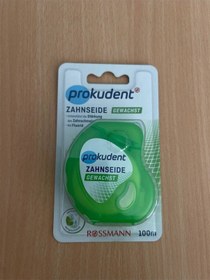 prokudent
ZAHNSEIDE
GEWACHST
prokudent
ZAHNSEIDE
GEWACHST
ROSSMANN
100m